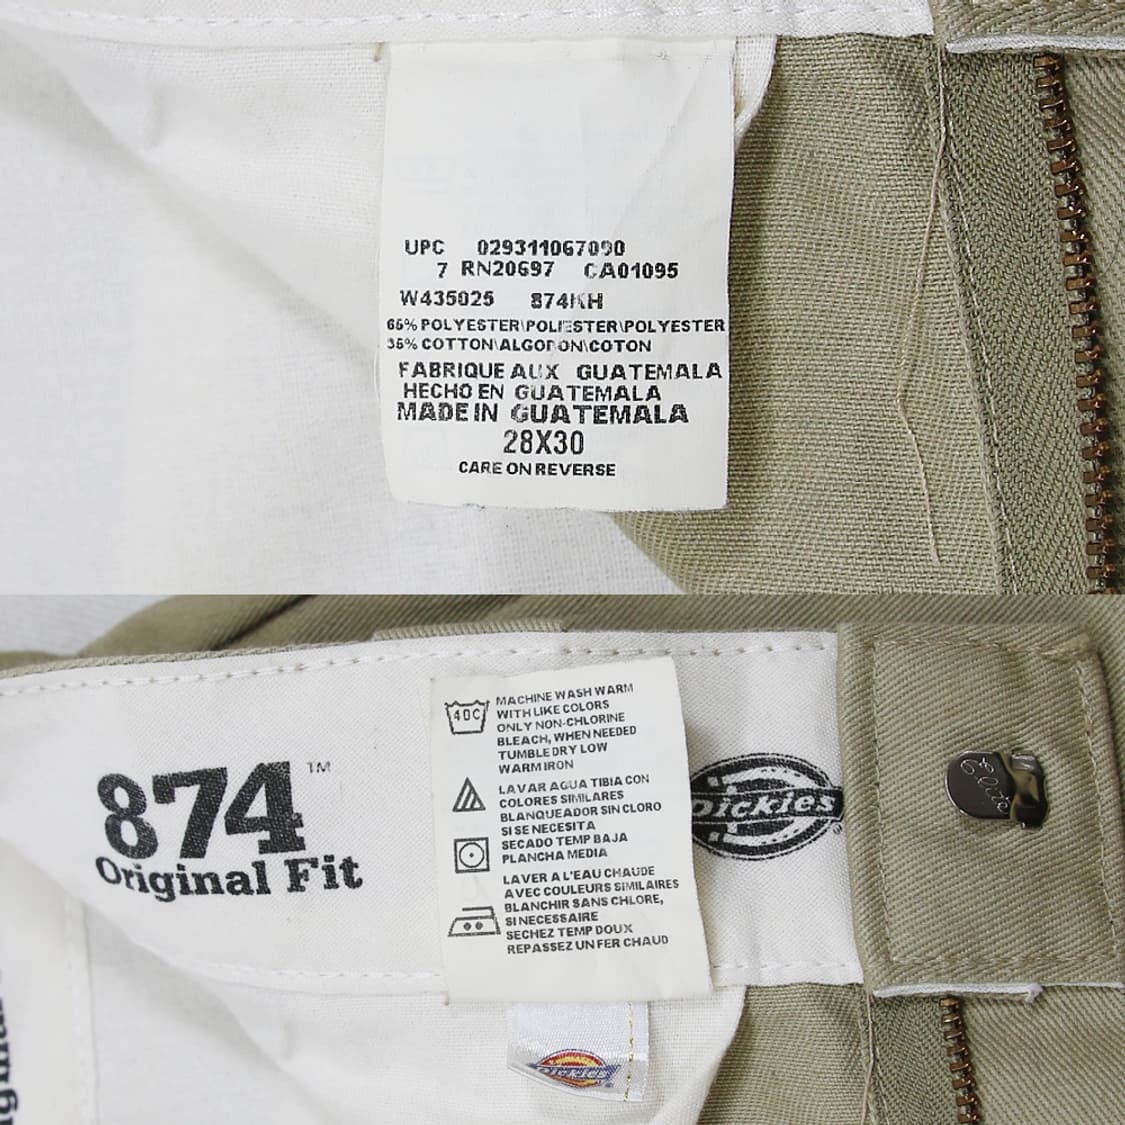 UPC 029311067090
7 RN20697 CA01095
W435025 874KH
65% POLYESTER\POLIESTER\POLYESTER
35% COTTON\ALGODON\COTON
FABRIQUE AUX GUATEMALA
HECHO EN GUATEMALA
MADE IN GUATEMALA
28X30
CARE ON REVERSE
874™
Original Fit
40C
MACHINE WASH WARM
WITH LIKE COLORS
ONLY NON-CHLORINE
BLEACH, WHEN NEEDED
TUMBLE DRY LOW
WARM IRON
LAVAR AGUA TIBIA CON
COLORES SIMILARES
BLANQUEADOR SIN CLORO
SI SE NECESITA
SECADO TEMP BAJA
PLANCHA MEDIA
LAVER A L'EAU CHAUDE
AVEC COULEURS SIMILAIRES
BLANCHIR SANS CHLORE,
SI NECESSAIRE
SECHEZ TEMP DOUX
REPASSEZ UN FER CHAUD
Dickies®
Dickies